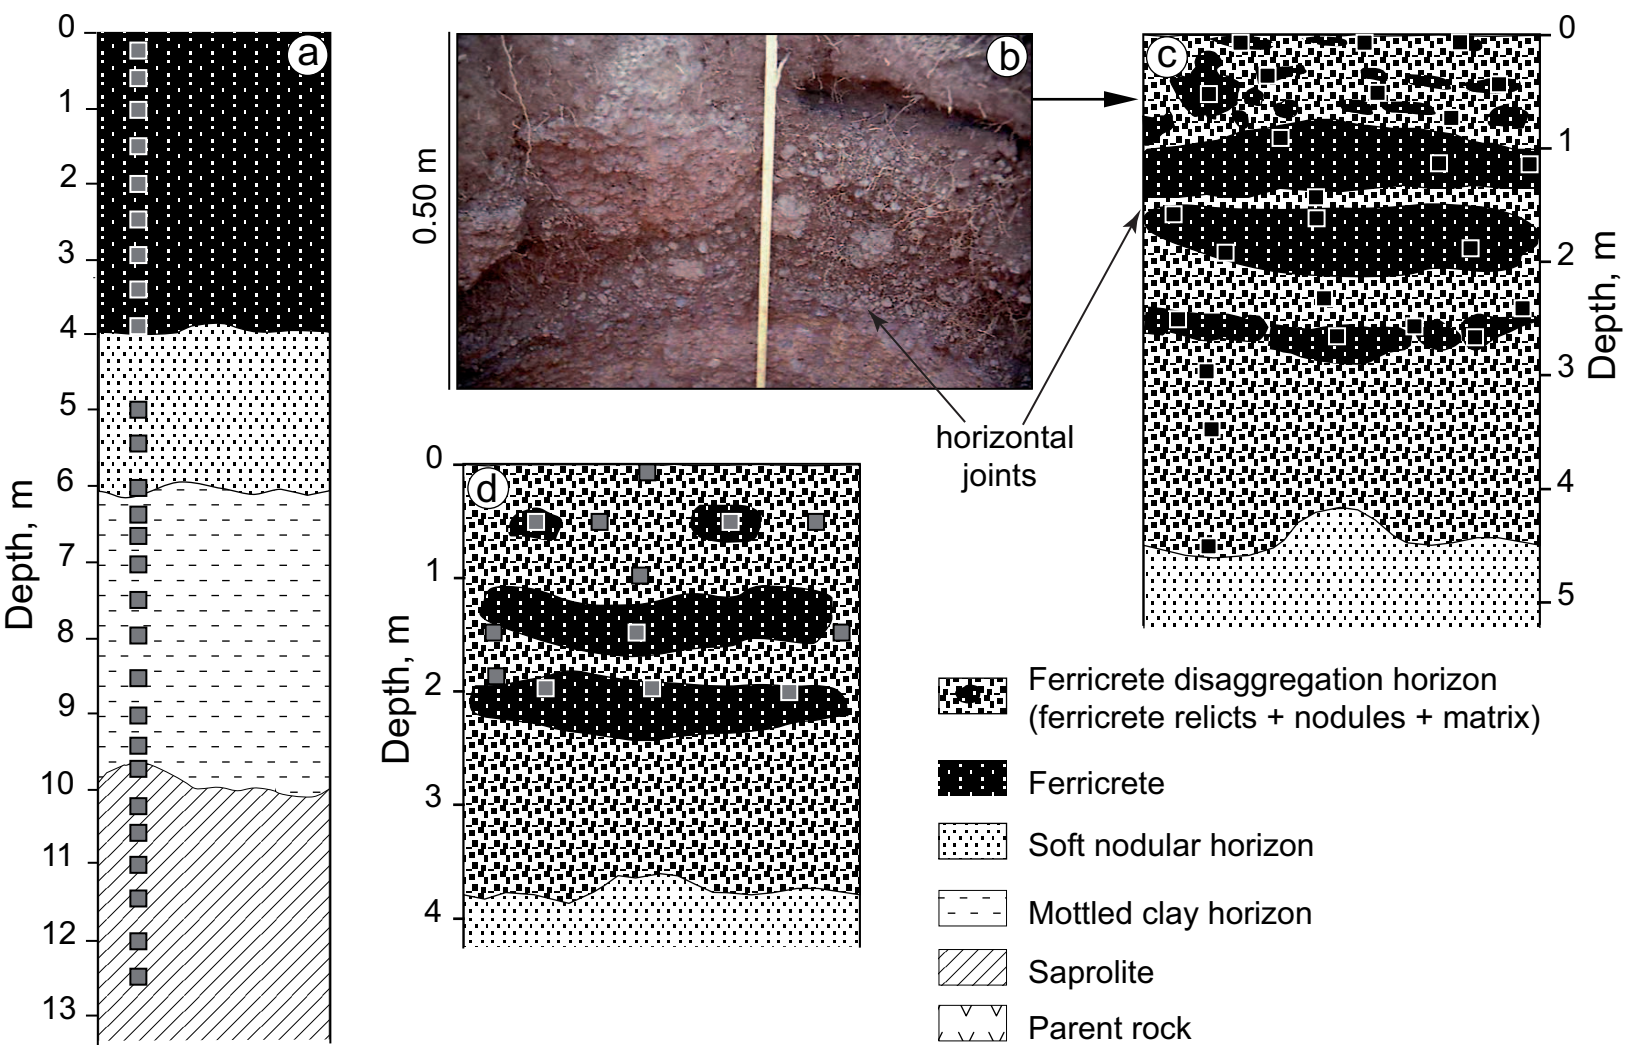 0
1
2
3
4
5
6
7
8
9
10
11
12
13
Depth, m
a
0.50 m
b
horizontal
joints
c
0
1
2
3
4
5
Depth, m
d
0
1
2
3
4
Depth, m
Ferricrete disaggregation horizon
(ferricrete relicts + nodules + matrix)
Ferricrete
Soft nodular horizon
Mottled clay horizon
Saprolite
Parent rock